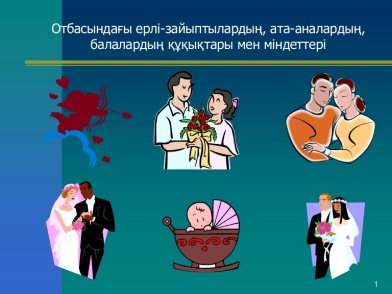 Отбасындағы ерлі-зайыптылардың, ата-аналардың,
балалардың құқықтары мен міндеттері
1